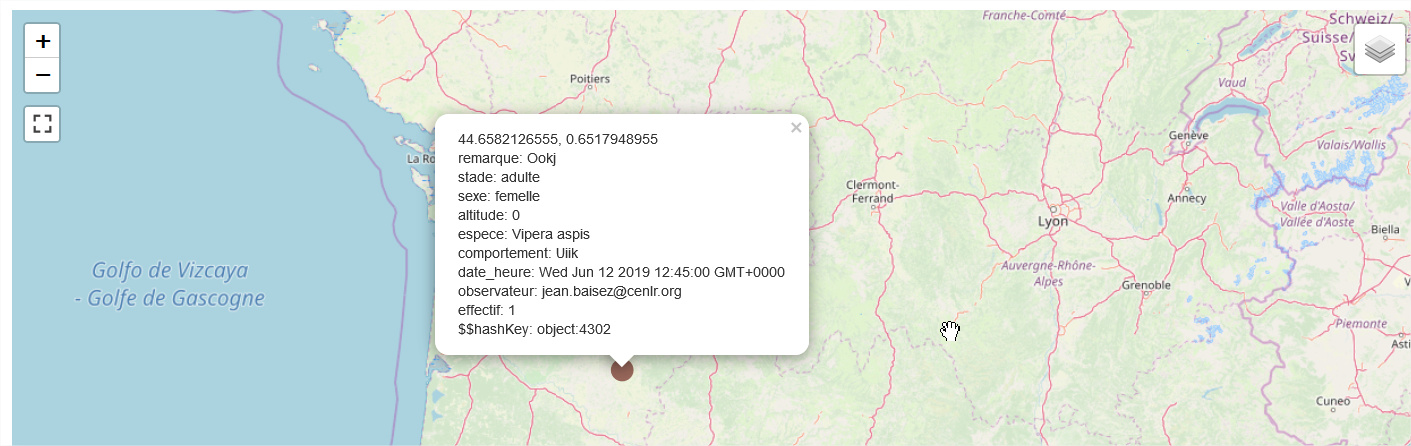 +
−
Franche-Comté
Schweiz/
Suisse/
Poitiers
Vaud
Genève
Valais/Wallis
×
44.6582126555, 0.6517948955
remarque: Ookj
stade: adulte
sexe: femelle
altitude: 0
espece: Vipera aspis
comportement: Uiik
date_heure: Wed Jun 12 2019 12:45:00 GMT+0000
observateur: jean.baisez@cenlr.org
effectif: 1
$$hashKey: object:4302
La Ro
Clermont-
Ferrand
Annecy
Lyon
Valle d'Aosta/
Vallée d'Aoste
Biella
Golfo de Vizcaya
- Golfe de Gascogne
Auvergne-Rhône-
Alpes
Grenoble
Piemonte
Asti
Cuneo